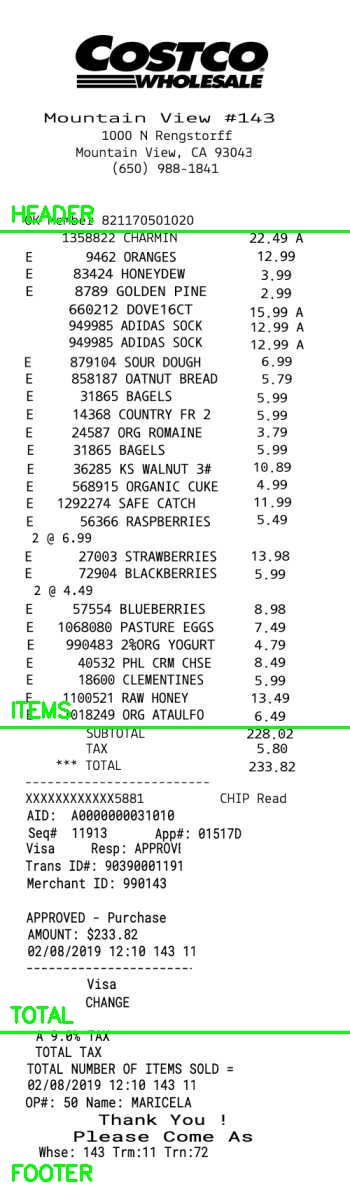 COSTCO
WHOLESALE
Mountain View #143
1000 N Rengstorff
Mountain View, CA 93043
(650) 988-1841
HEADER
Member 821170501020
1358822 CHARMIN 22.49 A
E 9462 ORANGES 12.99
E 83424 HONEYDEW 3.99
E 8789 GOLDEN PINE 2.99
660212 DOVE16CT 15.99 A
949985 ADIDAS SOCK 12.99 A
949985 ADIDAS SOCK 12.99 A
E 879104 SOUR DOUGH 6.99
E 858187 OATNUT BREAD 5.79
E 31865 BAGELS 5.99
E 14368 COUNTRY FR 2 5.99
E 24587 ORG ROMAINE 3.79
E 31865 BAGELS 5.99
E 36285 KS WALNUT 3# 10.89
E 568915 ORGANIC CUKE 4.99
E 1292274 SAFE CATCH 11.99
E 56366 RASPBERRIES 5.49
2 @ 6.99
E 27003 STRAWBERRIES 13.98
E 72904 BLACKBERRIES 5.99
2 @ 4.49
E 57554 BLUEBERRIES 8.98
E 1068080 PASTURE EGGS 7.49
E 990483 2%ORG YOGURT 4.79
E 40532 PHL CRM CHSE 8.49
E 18600 CLEMENTINES 5.99
E 1100521 RAW HONEY 13.49
ITEMS
E 1018249 ORG ATAULFO 6.49
SUBTOTAL 228.02
TAX 5.80
*** TOTAL 233.82
-------------------------
XXXXXXXXXXXX5881 CHIP Read
AID: A0000000031010
Seq# 11913 App#: 01517D
Visa Resp: APPROVE
Trans ID#: 90390001191
Merchant ID: 990143
APPROVED - Purchase
AMOUNT: $233.82
02/08/2019 12:10 143 11
-----------------------
Visa
CHANGE
TOTAL
A 9.0% TAX
TOTAL TAX
TOTAL NUMBER OF ITEMS SOLD =
02/08/2019 12:10 143 11
OP#: 50 Name: MARICELA
Thank You !
Please Come As
Whse: 143 Trm:11 Trn:72
FOOTER